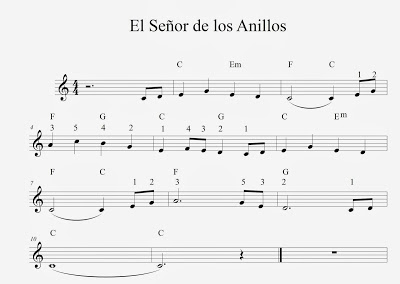 El Señor de los Anillos
C Em F C
1 2
F G C G C Em
4 3 5 4 2 1 4 3 2 1
F C F G C
7 1 2 3 5 3 2 1
C C
10